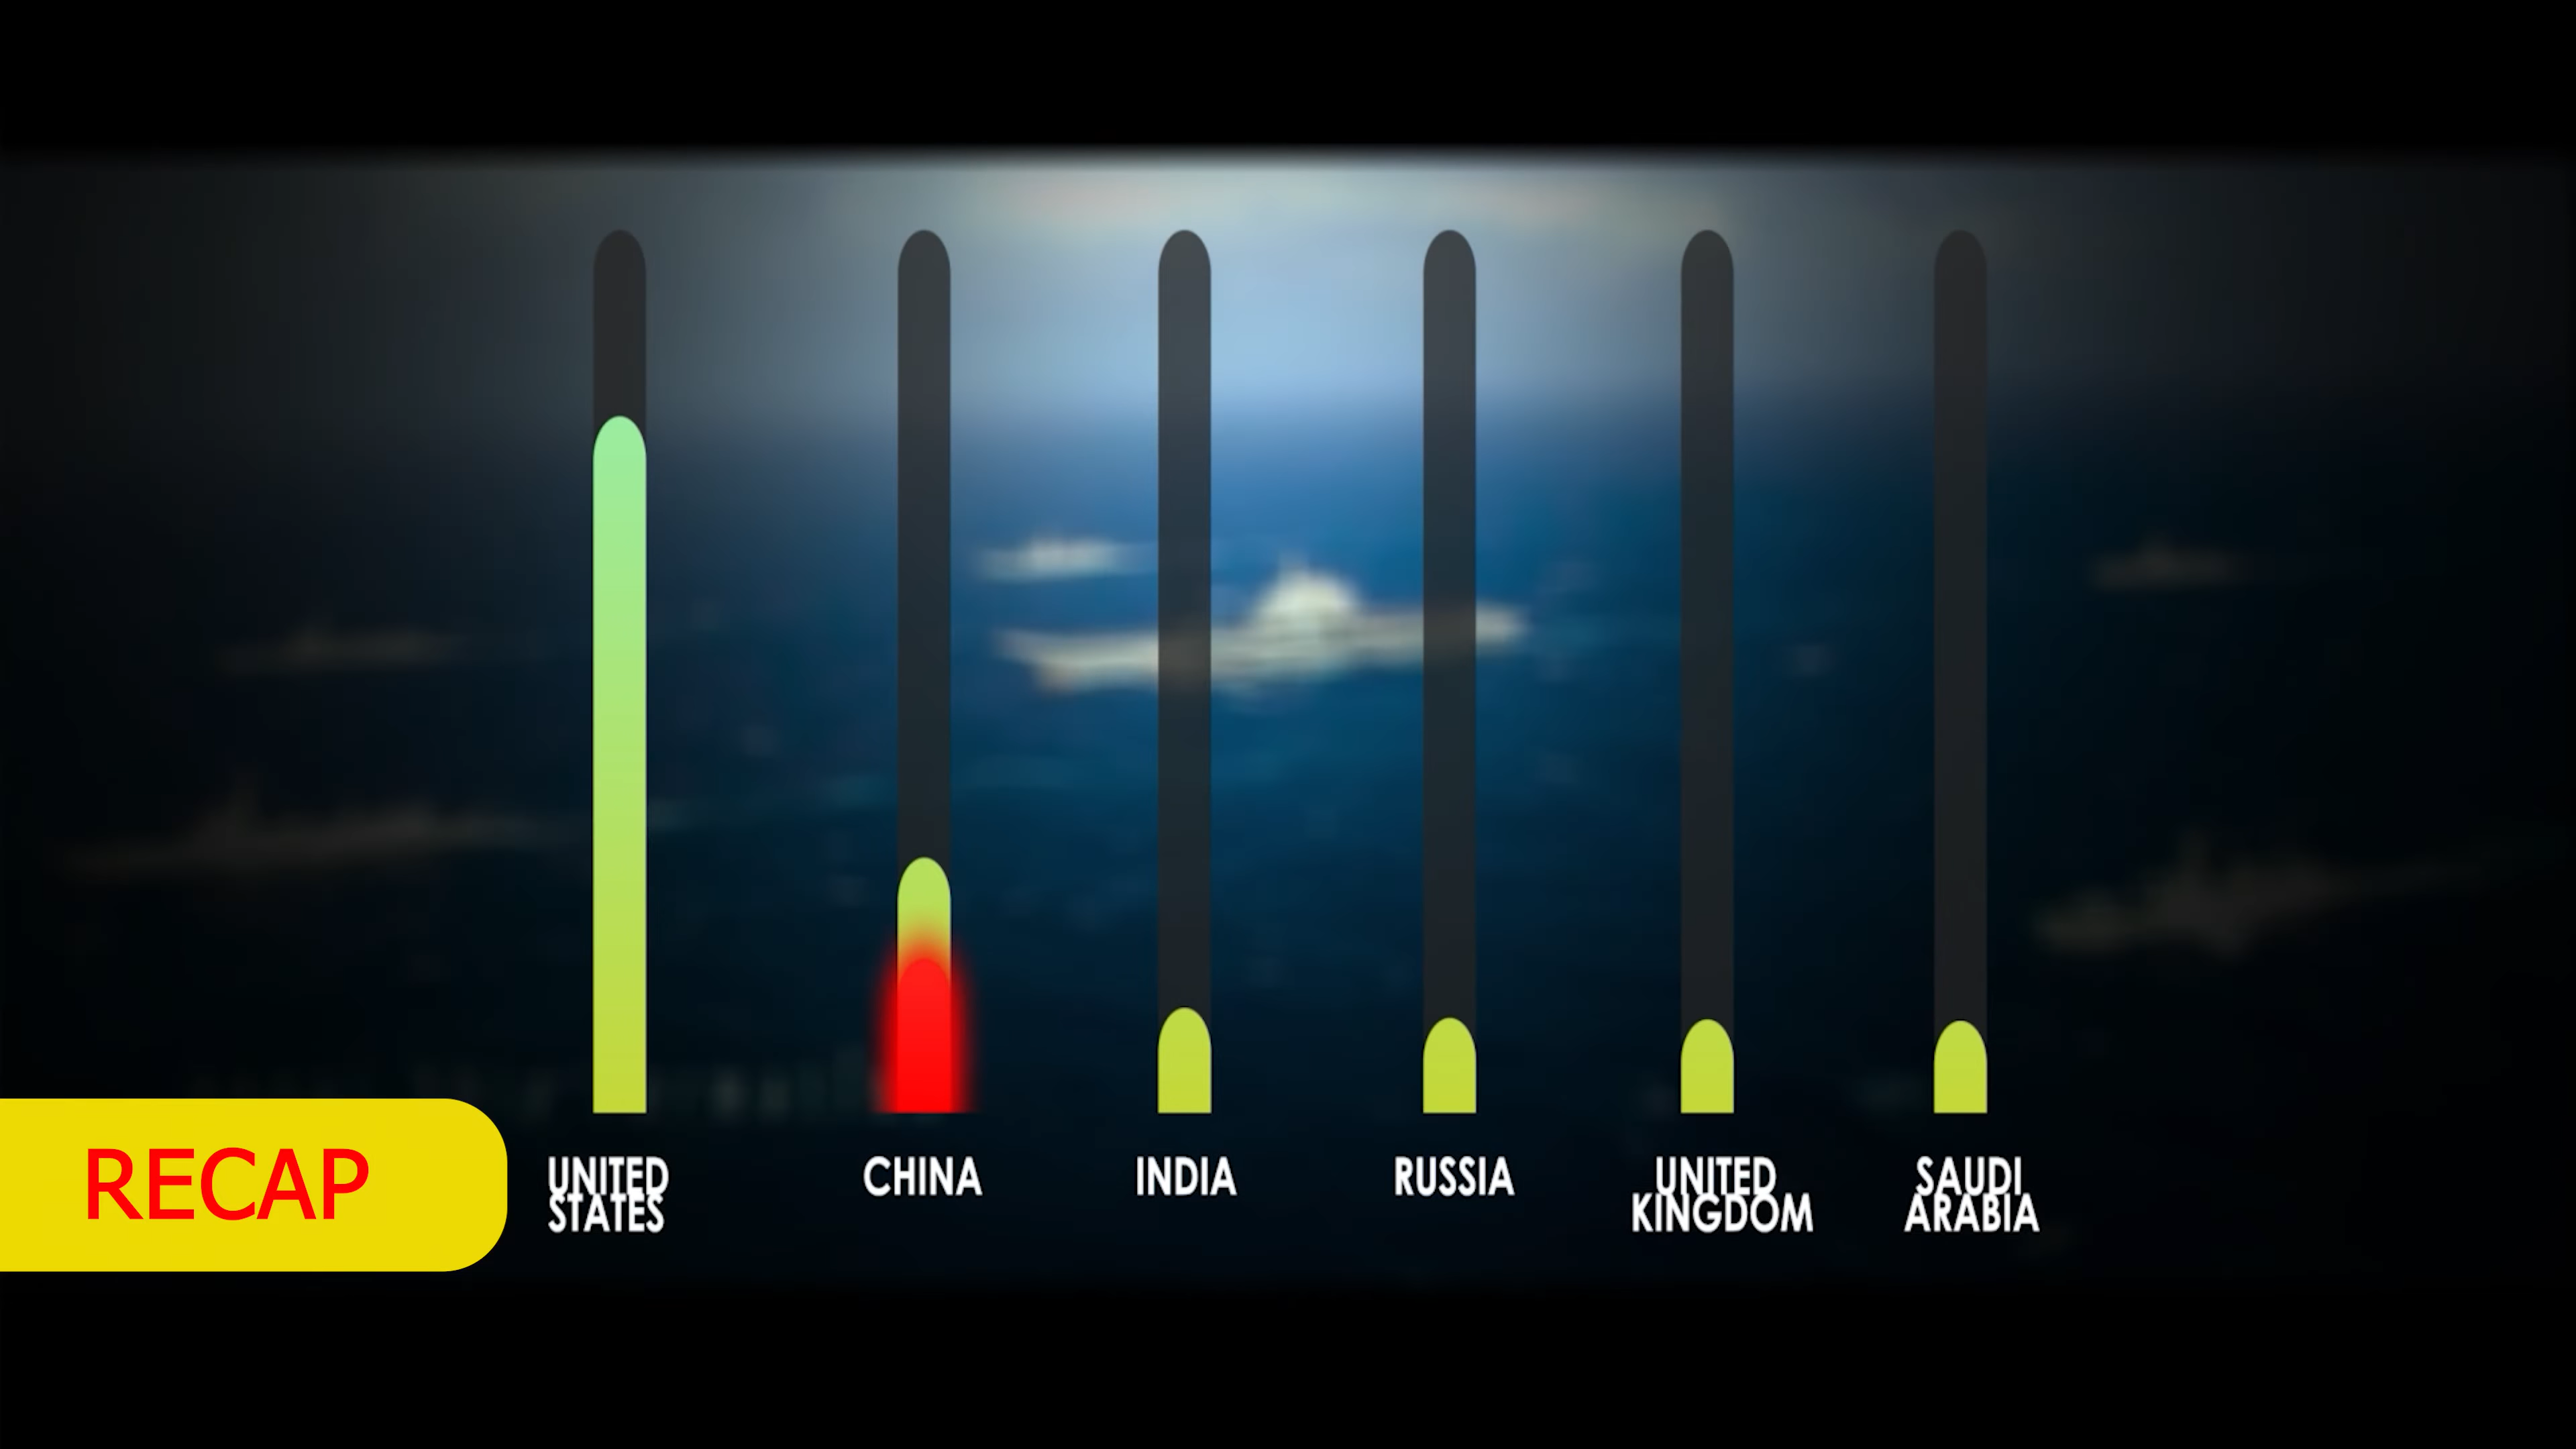 RECAP
UNITED
STATES
CHINA
INDIA
RUSSIA
UNITED
KINGDOM
SAUDI
ARABIA